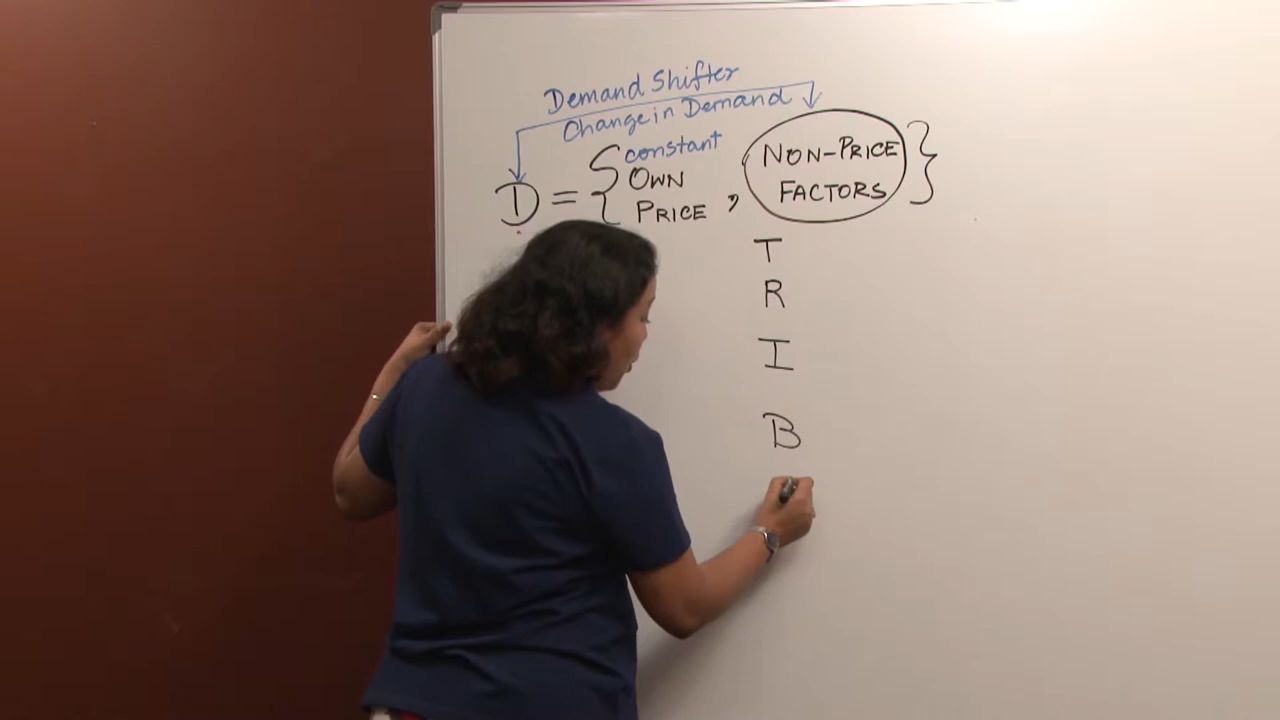 Demand Shifter
Change in Demand
constant
D = { OWN PRICE , NON-PRICE FACTORS }
T
R
I
B